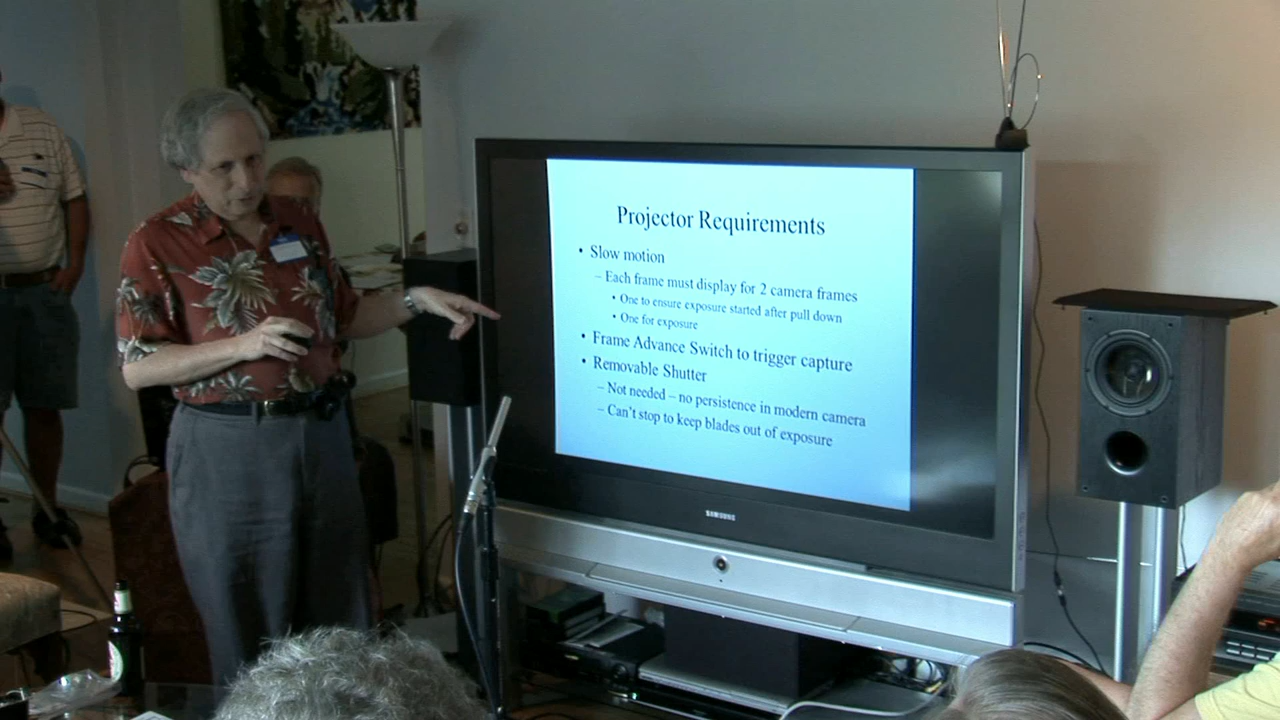 Projector Requirements
• Slow motion
– Each frame must display for 2 camera frames
• One to ensure exposure started after pull down
• One for exposure
• Frame Advance Switch to trigger capture
• Removable Shutter
– Not needed – no persistence in modern camera
– Can't stop to keep blades out of exposure
SAMSUNG